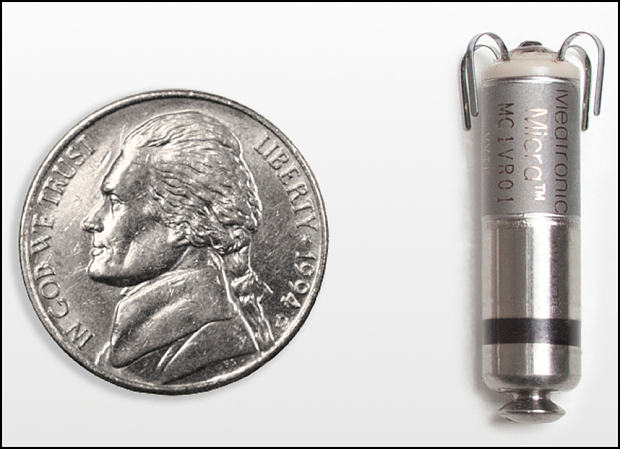 IN GOD WE TRUST
LIBERTY
1994
Medtronic
Micra™
MC1VR01